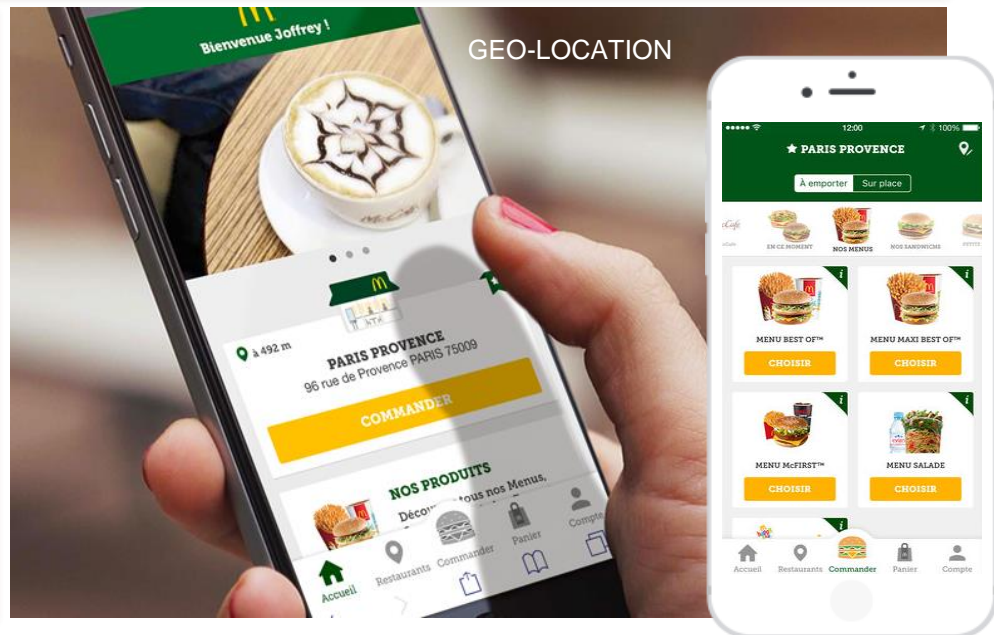 GEO-LOCATION
Bienvenue Joffrey !
à 492 m
PARIS PROVENCE
96 rue de Provence PARIS 75009
COMMANDER
NOS PRODUITS
tous nos Menus,
Accueil
Restaurants
Commander
Panier
Compte
12:00
100%
★ PARIS PROVENCE
À emporter
Sur place
EN CE MOMENT
NOS MENUS
NOS SANDWICHS
MENU BEST OF™
MENU MAXI BEST OF™
CHOISIR
CHOISIR
MENU McFIRST™
MENU SALADE
CHOISIR
CHOISIR
Accueil
Restaurants
Commander
Panier
Compte